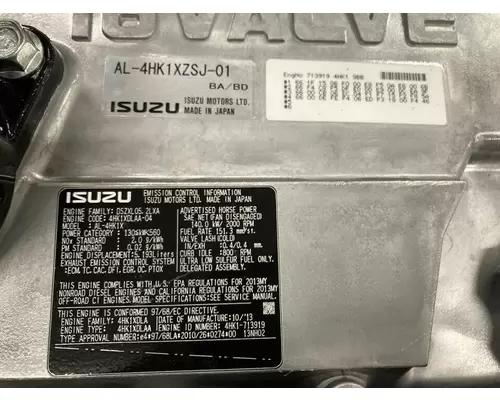 16VALVE
AL-4HK1XZSJ-01
BA/BD
ISUZU ISUZU MOTORS LTD.
MADE IN JAPAN
EngNo 713919 4HK1 988
ISUZU EMISSION CONTROL INFORMATION
ISUZU MOTORS LTD. MADE IN JAPAN
ENGINE FAMILY: DSZXL05.2LXA
ENGINE CODE: 4HK1XDLAA-04
MODEL: AL-4HK1X
POWER CATEGORY: 130≤kW≤560
NOx STANDARD : 2.0 g/kWh
PM STANDARD : 0.02 g/kWh
ENGINE DISPLACEMENT: 5.193Liters
EXHAUST EMISSION CONTROL SYSTEM
:ECM.TC.CAC.DFI.EGR.OC.PTOX
ADVERTISED HORSE POWER
SAE NET(FAN DISENGAGED)
140.0 kW/ 2000 RPM
FUEL RATE 151.3 mm³/st.
VALVE LASH(COLD)
IN/EXH :0.4/0.4 mm
CURB IDLE :800 RPM
ULTRA LOW SULFUR FUEL ONLY.
DELEGATED ASSEMBLY.
THIS ENGINE COMPLIES WITH U.S. EPA REGULATIONS FOR 2013MY
NONROAD DIESEL ENGINES AND CALIFORNIA REGULATIONS FOR 2013MY
OFF-ROAD CI ENGINES. REFER TO SERVICE MANUAL.
THIS ENGINE CONFORMED 97/68/EC DIRECTIVE.
ENGINE FAMILY: 4HK1XDLA DATE OF MANUFACTURE: 10/'13
ENGINE TYPE: 4HK1XDLAA ENGINE ID NUMBER: 4HK1-713919
TYPE APPROVAL NUMBER: e4*97/68LA*2010/26*0274*00 13NH02